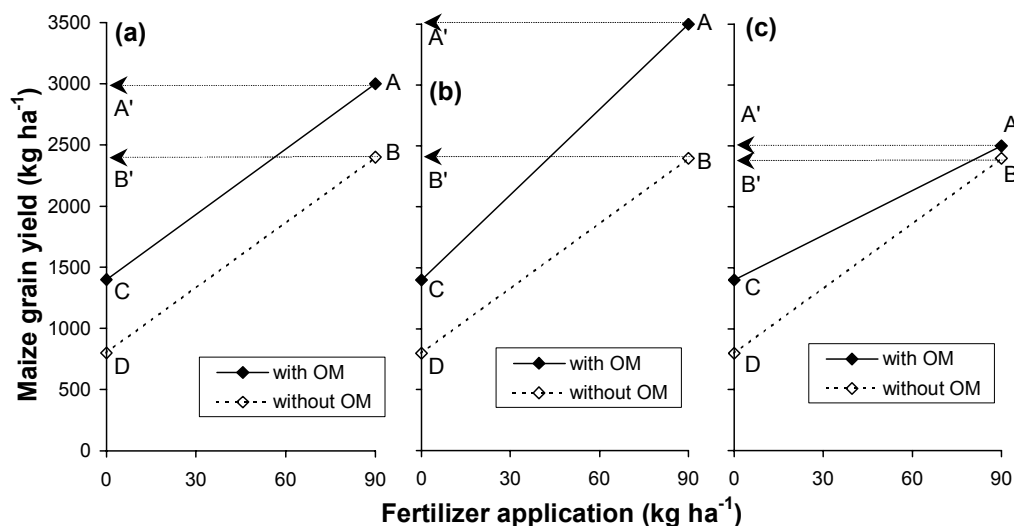 Maize grain yield (kg ha⁻¹)
3500
3000
2500
2000
1500
1000
500
0
(a)
A
A'
B
B'
C
D
with OM
without OM
0 30 60 90
(b)
A
A'
B
B'
C
D
with OM
without OM
0 30 60 90
(c)
A'
A
B'
B
C
D
with OM
without OM
0 30 60 90
Fertilizer application (kg ha⁻¹)